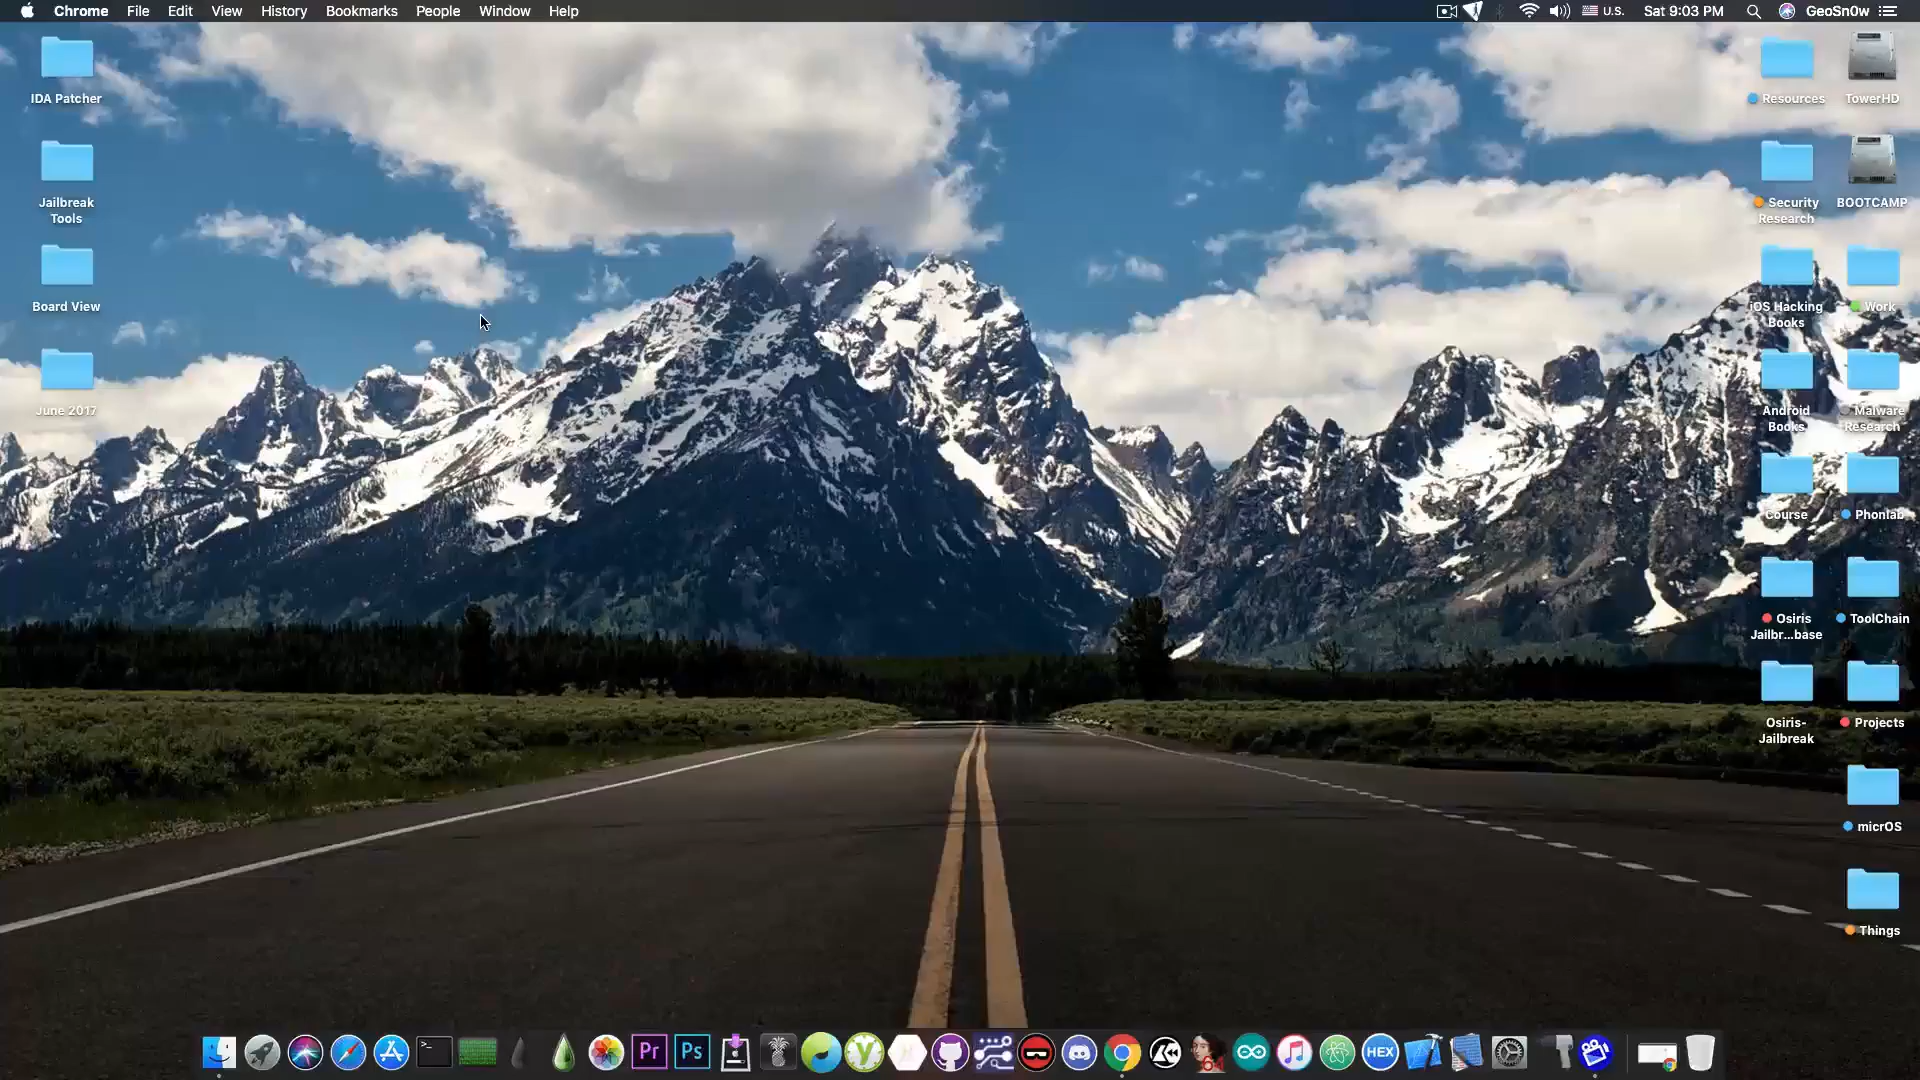 Chrome File Edit View History Bookmarks People Window Help
U.S. Sat 9:03 PM GeoSn0w
IDA Patcher
Jailbreak
Tools
Board View
June 2017
Resources
TowerHD
Security
Research
BOOTCAMP
iOS Hacking
Books
Work
Android
Books
Malware
Research
Course
Phonlab
Osiris
Jailbr...base
ToolChain
Osiris-
Jailbreak
Projects
micrOS
Things
>_
Pr
Ps
64
HEX